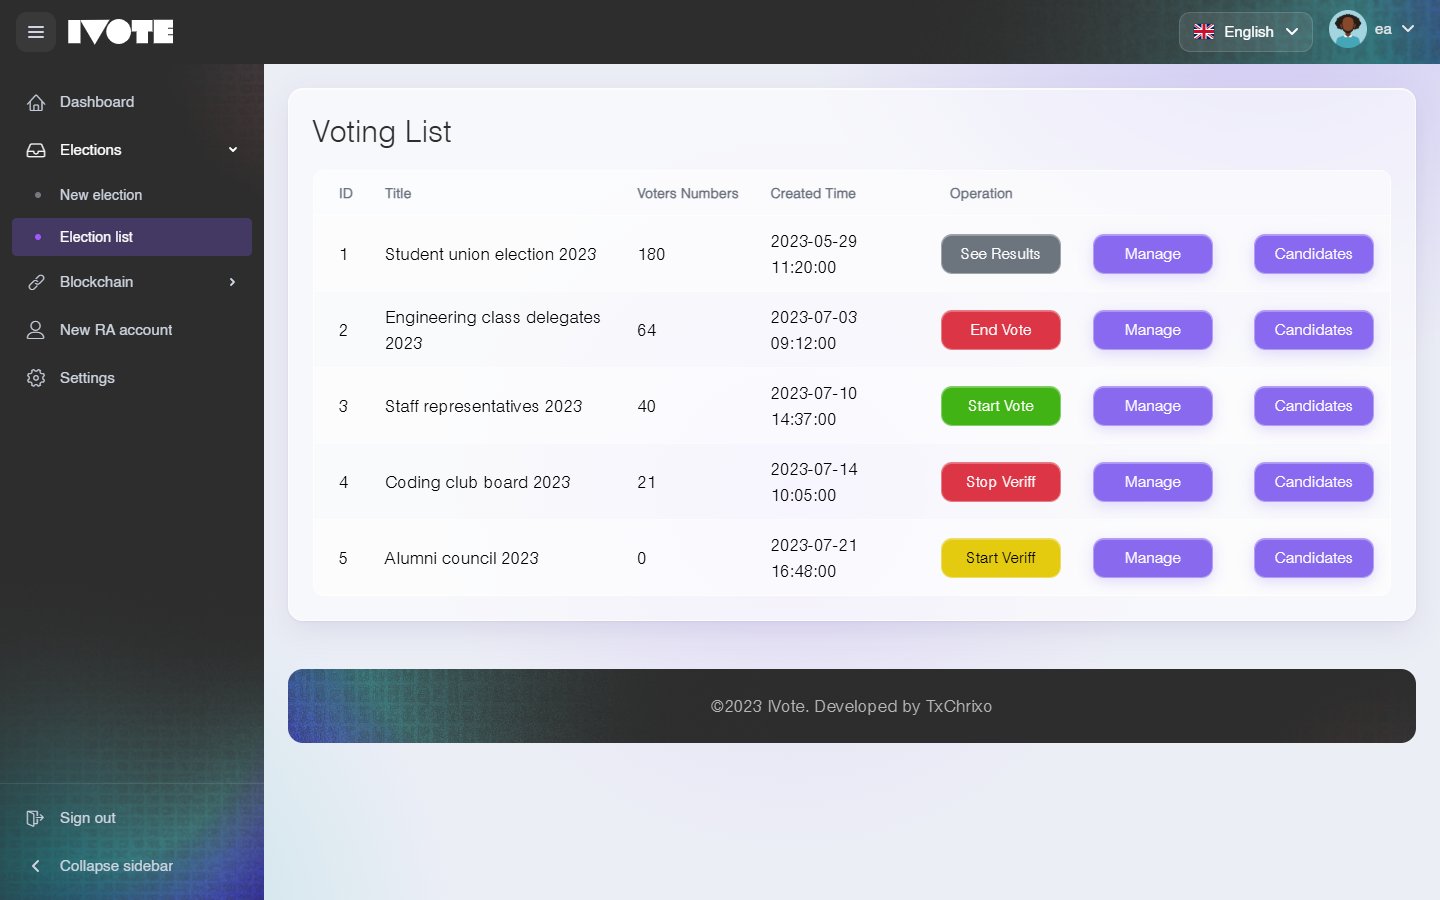 IVOTE
English
ea
Dashboard
Elections
New election
Election list
Blockchain
New RA account
Settings
Sign out
Collapse sidebar
Voting List
ID Title Voters Numbers Created Time Operation
1 Student union election 2023 180 2023-05-29 11:20:00 See Results Manage Candidates
2 Engineering class delegates 2023 64 2023-07-03 09:12:00 End Vote Manage Candidates
3 Staff representatives 2023 40 2023-07-10 14:37:00 Start Vote Manage Candidates
4 Coding club board 2023 21 2023-07-14 10:05:00 Stop Veriff Manage Candidates
5 Alumni council 2023 0 2023-07-21 16:48:00 Start Veriff Manage Candidates
©2023 IVote. Developed by TxChrixo